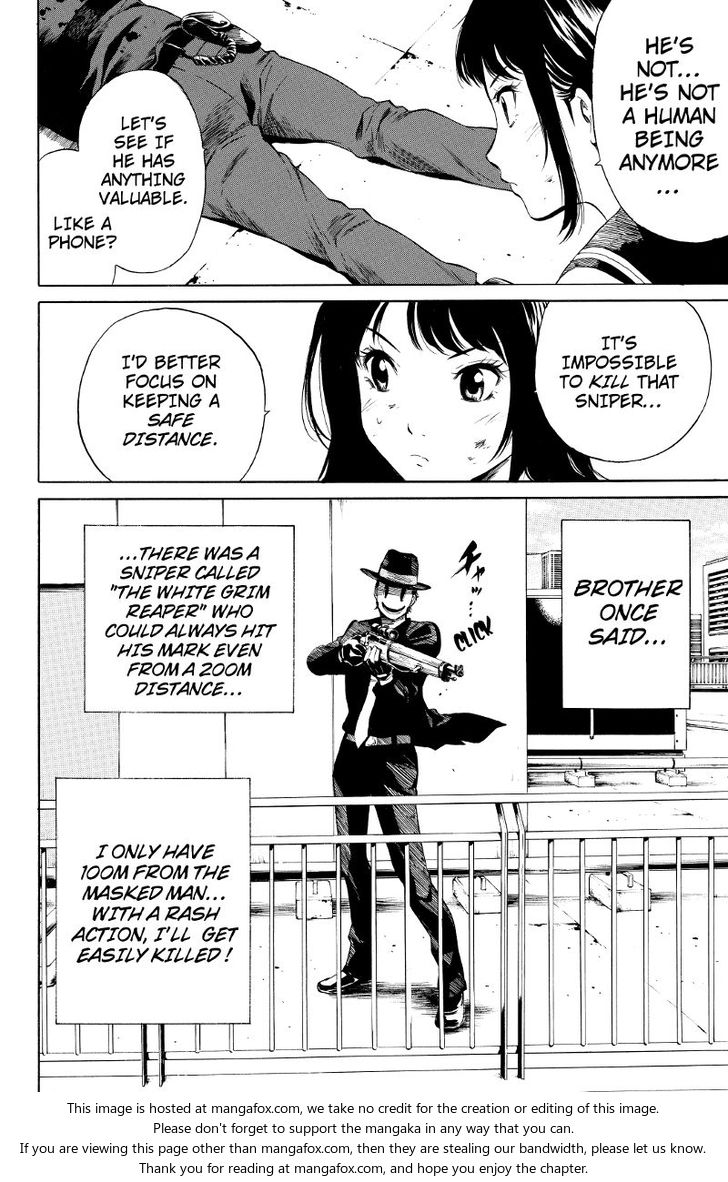 HE'S
NOT...
HE'S NOT
A HUMAN
BEING
ANYMORE
...
LET'S
SEE IF
HE HAS
ANYTHING
VALUABLE.
LIKE A
PHONE?
IT'S
IMPOSSIBLE
TO KILL THAT
SNIPER...
I'D BETTER
FOCUS ON
KEEPING A
SAFE
DISTANCE.
BROTHER
ONCE
SAID...
チャッ…
CLICK
...THERE WAS A
SNIPER CALLED
"THE WHITE GRIM
REAPER" WHO
COULD ALWAYS HIT
HIS MARK EVEN
FROM A 200M
DISTANCE...
I ONLY HAVE
100M FROM THE
MASKED MAN...
WITH A RASH
ACTION, I'LL GET
EASILY KILLED!
This image is hosted at mangafox.com, we take no credit for the creation or editing of this image.
Please don't forget to support the mangaka in any way that you can.
If you are viewing this page other than mangafox.com, then they are stealing our bandwidth, please let us know.
Thank you for reading at mangafox.com, and hope you enjoy the chapter.